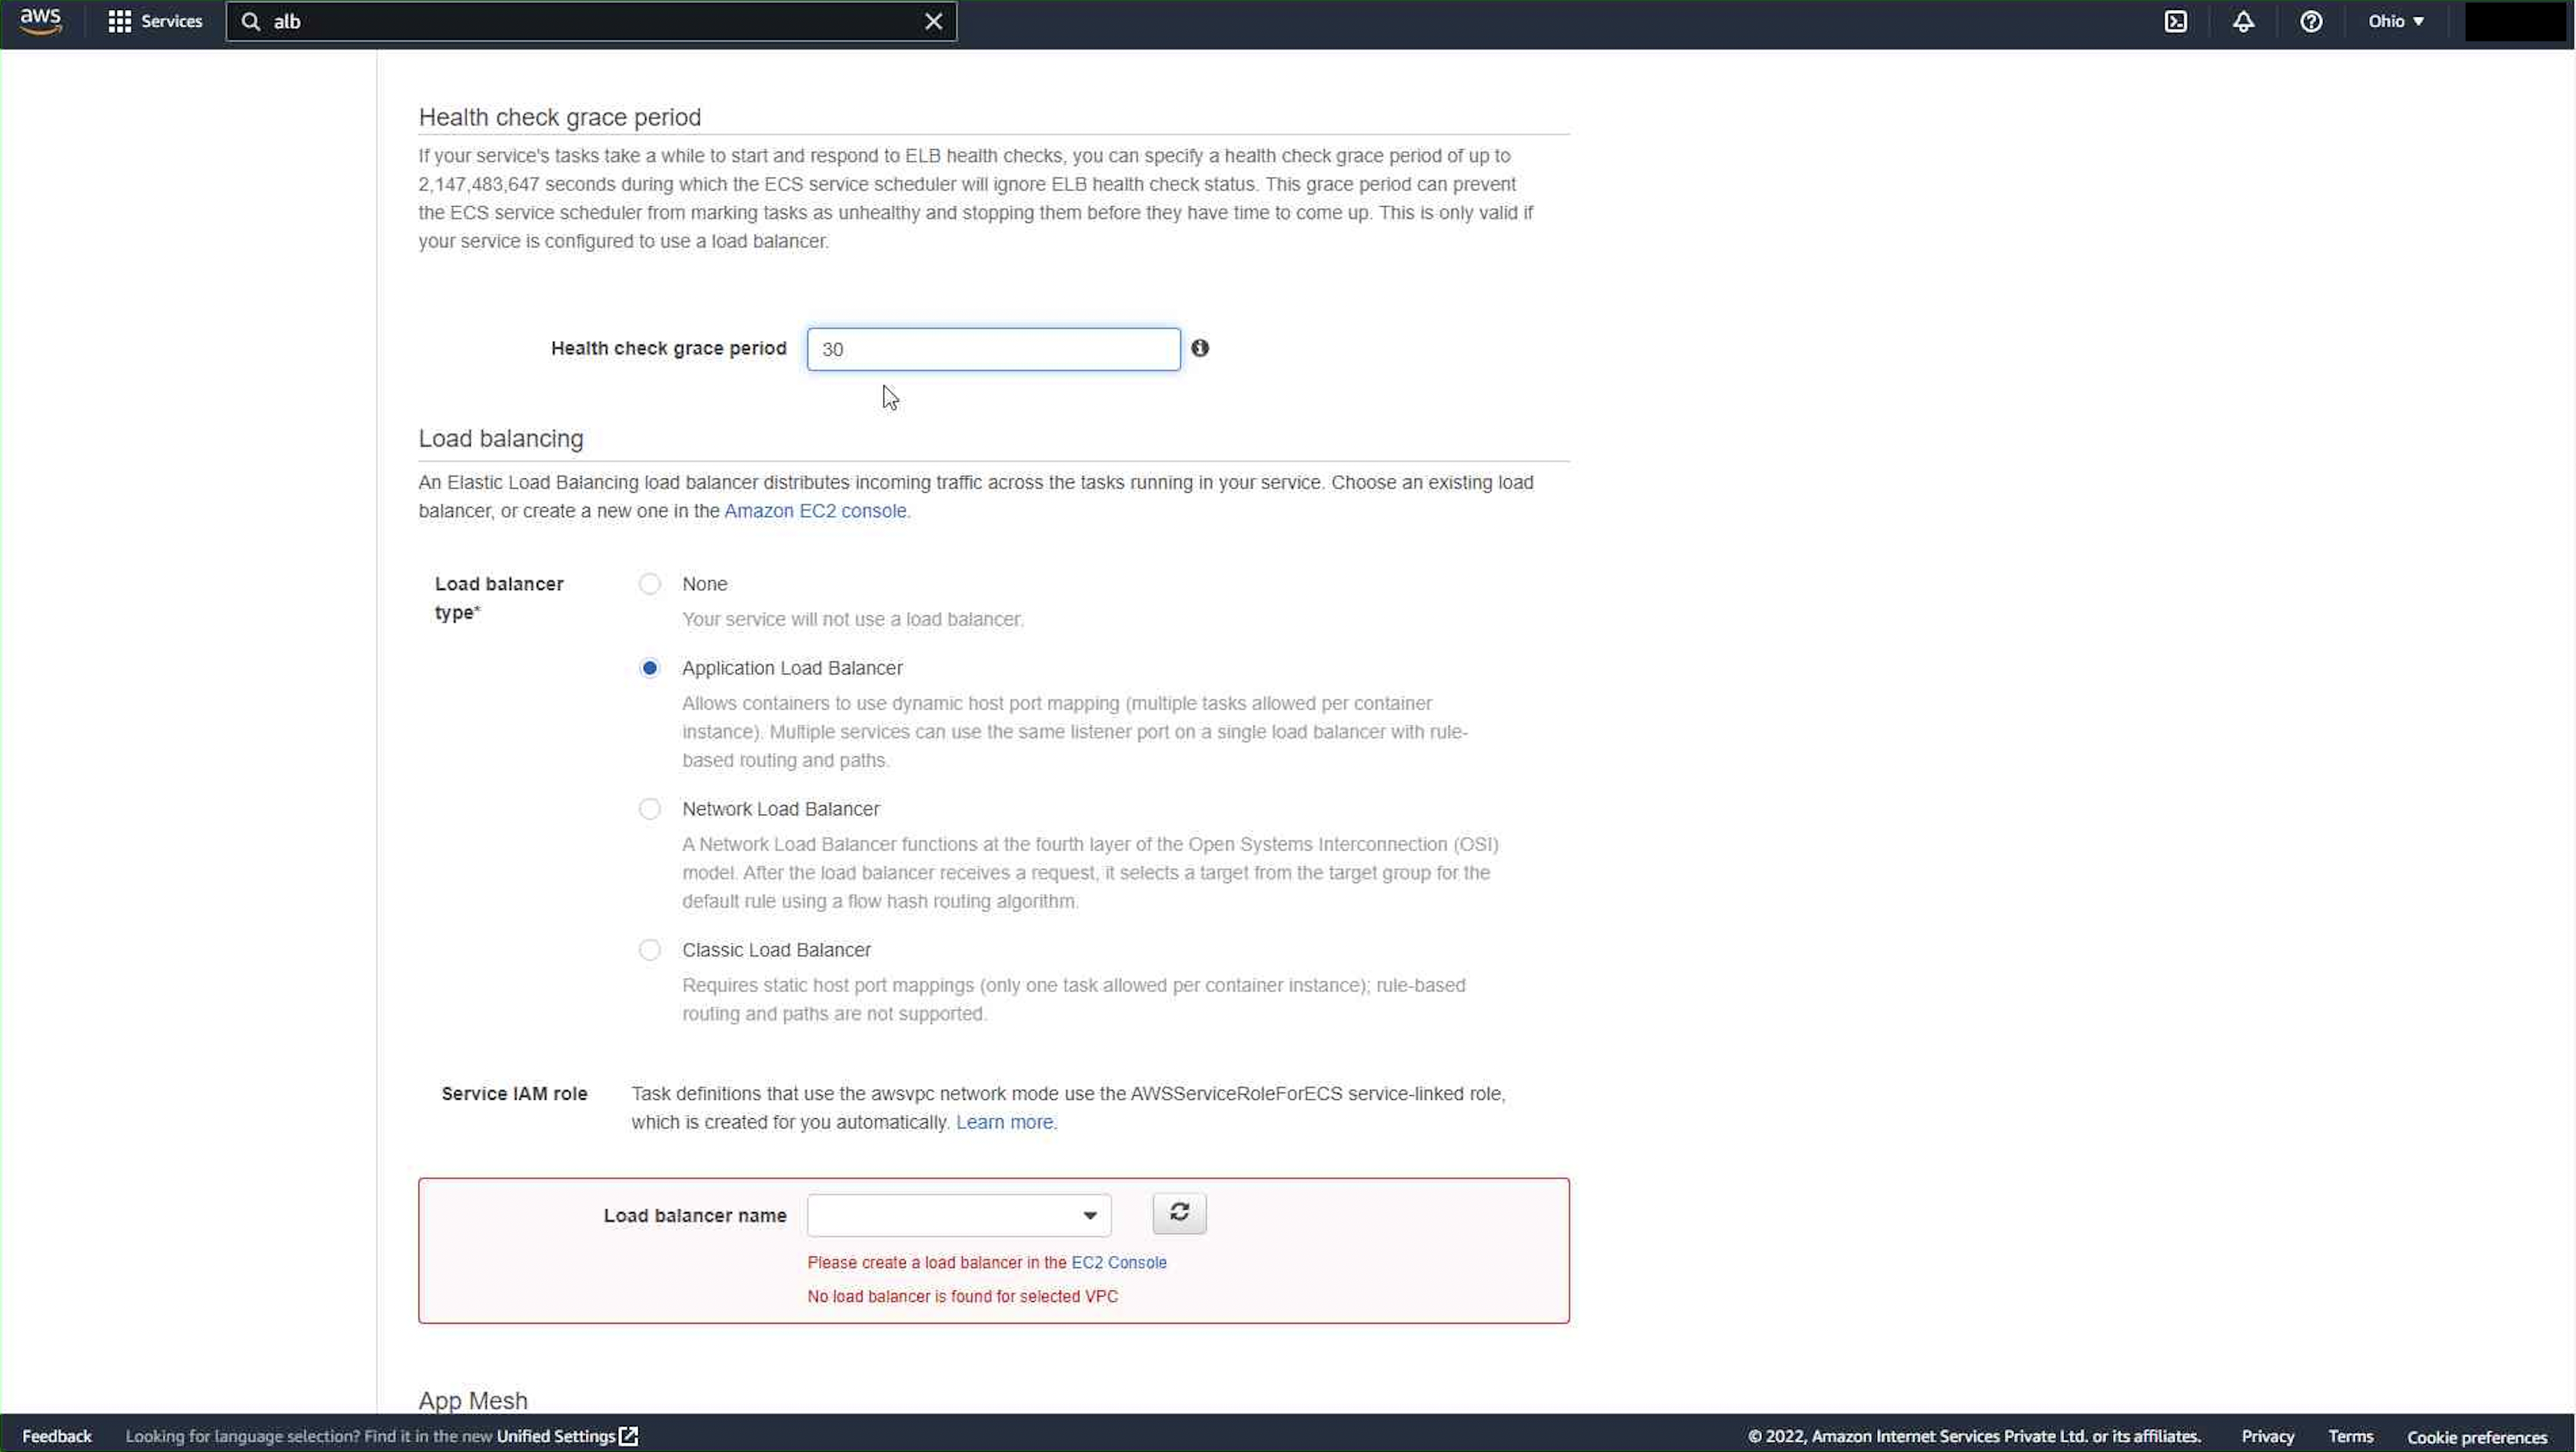 aws
Services
alb
Ohio
Health check grace period
If your service's tasks take a while to start and respond to ELB health checks, you can specify a health check grace period of up to
2,147,483,647 seconds during which the ECS service scheduler will ignore ELB health check status. This grace period can prevent
the ECS service scheduler from marking tasks as unhealthy and stopping them before they have time to come up. This is only valid if
your service is configured to use a load balancer.
Health check grace period
30
Load balancing
An Elastic Load Balancing load balancer distributes incoming traffic across the tasks running in your service. Choose an existing load
balancer, or create a new one in the Amazon EC2 console.
Load balancer
type*
None
Your service will not use a load balancer.
Application Load Balancer
Allows containers to use dynamic host port mapping (multiple tasks allowed per container
instance). Multiple services can use the same listener port on a single load balancer with rule-
based routing and paths.
Network Load Balancer
A Network Load Balancer functions at the fourth layer of the Open Systems Interconnection (OSI)
model. After the load balancer receives a request, it selects a target from the target group for the
default rule using a flow hash routing algorithm.
Classic Load Balancer
Requires static host port mappings (only one task allowed per container instance); rule-based
routing and paths are not supported.
Service IAM role
Task definitions that use the awsvpc network mode use the AWSServiceRoleForECS service-linked role,
which is created for you automatically. Learn more.
Load balancer name
Please create a load balancer in the EC2 Console
No load balancer is found for selected VPC
App Mesh
Feedback
Looking for language selection? Find it in the new Unified Settings
© 2022, Amazon Internet Services Private Ltd. or its affiliates.
Privacy
Terms
Cookie preferences